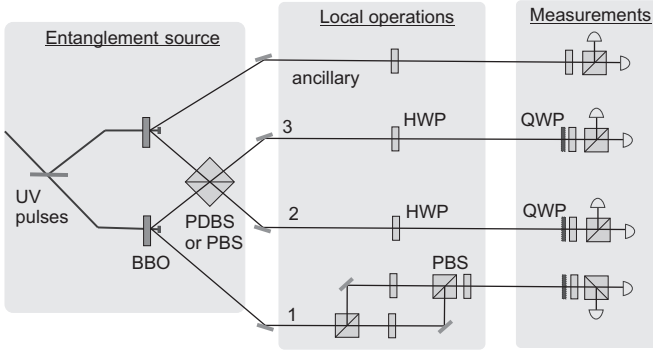 Entanglement source
Local operations
Measurements
ancillary
3
HWP
QWP
UV
pulses
PDBS
or PBS
2
HWP
QWP
BBO
PBS
1